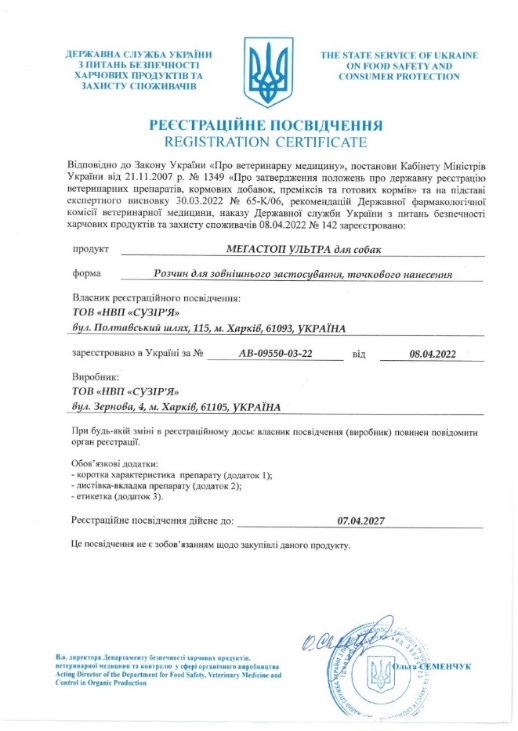 ДЕРЖАВНА СЛУЖБА УКРАЇНИ
З ПИТАНЬ БЕЗПЕЧНОСТІ
ХАРЧОВИХ ПРОДУКТІВ ТА
ЗАХИСТУ СПОЖИВАЧІВ
THE STATE SERVICE OF UKRAINE
ON FOOD SAFETY AND
CONSUMER PROTECTION
РЕЄСТРАЦІЙНЕ ПОСВІДЧЕННЯ
REGISTRATION CERTIFICATE
Відповідно до Закону України «Про ветеринарну медицину», постанови Кабінету Міністрів
України від 21.11.2007 р. № 1349 «Про затвердження положень про державну реєстрацію
ветеринарних препаратів, кормових добавок, преміксів та готових кормів» та на підставі
експертного висновку 30.03.2022 № 65-К/06, рекомендацій Державної фармакологічної
комісії ветеринарної медицини, наказу Державної служби України з питань безпечності
харчових продуктів та захисту споживачів 08.04.2022 № 142 зареєстровано:
продукт МЕГАСТОП УЛЬТРА для собак
форма Розчин для зовнішнього застосування, точкового нанесення
Власник реєстраційного посвідчення:
ТОВ «НВП «СУЗІР'Я»
вул. Полтавський шлях, 115, м. Харків, 61093, УКРАЇНА
зареєстровано в Україні за № АВ-09550-03-22 від 08.04.2022
Виробник:
ТОВ «НВП «СУЗІР'Я»
вул. Зернова, 4, м. Харків, 61105, УКРАЇНА
При будь-якій зміні в реєстраційному досьє власник посвідчення (виробник) повинен повідомити
орган реєстрації.
Обов'язкові додатки:
- коротка характеристика препарату (додаток 1);
- листівка-вкладка препарату (додаток 2);
- етикетка (додаток 3).
Реєстраційне посвідчення дійсне до: 07.04.2027
Це посвідчення не є зобов'язанням щодо закупівлі даного продукту.
В.о. директора Департаменту безпечності харчових продуктів,
ветеринарної медицини та контролю у сфері органічного виробництва
Acting Director of the Department for Food Safety, Veterinary Medicine and
Control in Organic Production
Ольга СЕМЕНЧУК